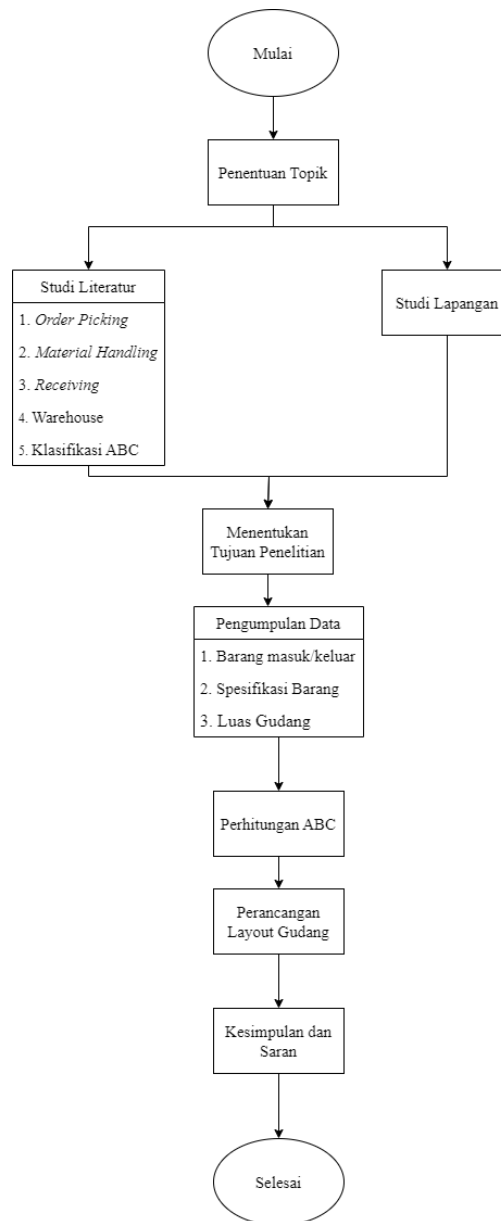 Mulai
Penentuan Topik
Studi Literatur
1. Order Picking
2. Material Handling
3. Receiving
4. Warehouse
5. Klasifikasi ABC
Studi Lapangan
Menentukan
Tujuan Penelitian
Pengumpulan Data
1. Barang masuk/keluar
2. Spesifikasi Barang
3. Luas Gudang
Perhitungan ABC
Perancangan
Layout Gudang
Kesimpulan dan
Saran
Selesai